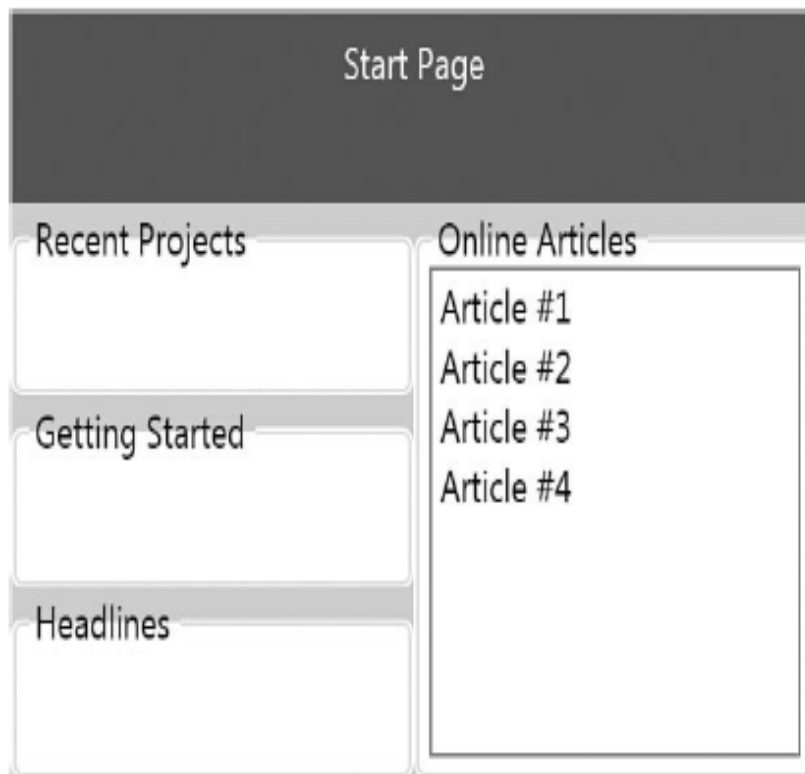 Start Page
Recent Projects
Getting Started
Headlines
Online Articles
Article #1
Article #2
Article #3
Article #4